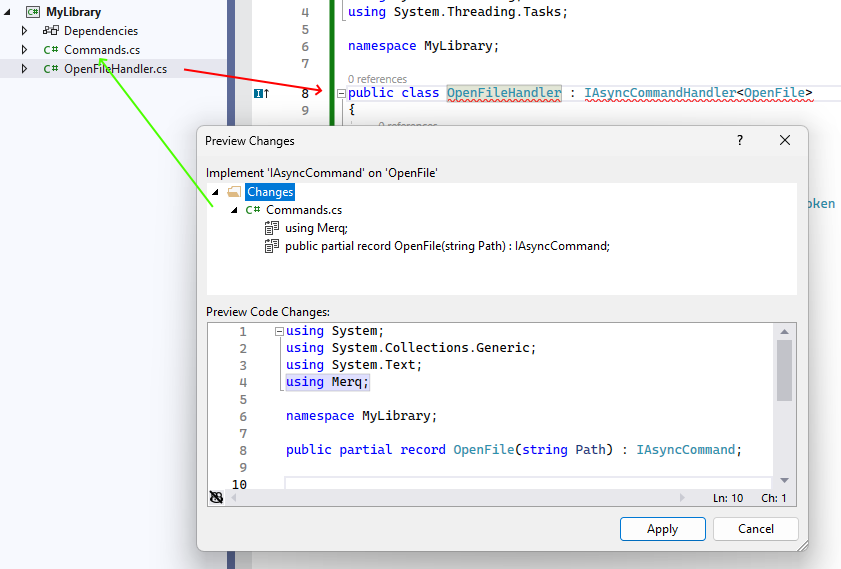 MyLibrary
Dependencies
C# Commands.cs
C# OpenFileHandler.cs
4 using System.Threading.Tasks;
5
6 namespace MyLibrary;
7
0 references
8 public class OpenFileHandler : IAsyncCommandHandler<OpenFile>
9 {
0 references
oken
Preview Changes
?
Implement 'IAsyncCommand' on 'OpenFile'
Changes
C# Commands.cs
using Merq;
public partial record OpenFile(string Path) : IAsyncCommand;
Preview Code Changes:
1 using System;
2 using System.Collections.Generic;
3 using System.Text;
4 using Merq;
5
6 namespace MyLibrary;
7
8 public partial record OpenFile(string Path) : IAsyncCommand;
9
10
Ln: 10 Ch: 1
Apply Cancel